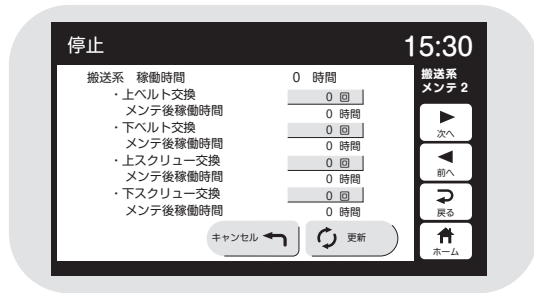 停止 15:30
搬送系 稼働時間 0 時間
・上ベルト交換 0 回
メンテ後稼働時間 0 時間
・下ベルト交換 0 回
メンテ後稼働時間 0 時間
・上スクリュー交換 0 回
メンテ後稼働時間 0 時間
・下スクリュー交換 0 回
メンテ後稼働時間 0 時間
キャンセル 更新
搬送系
メンテ 2
次へ
前へ
戻る
ホーム